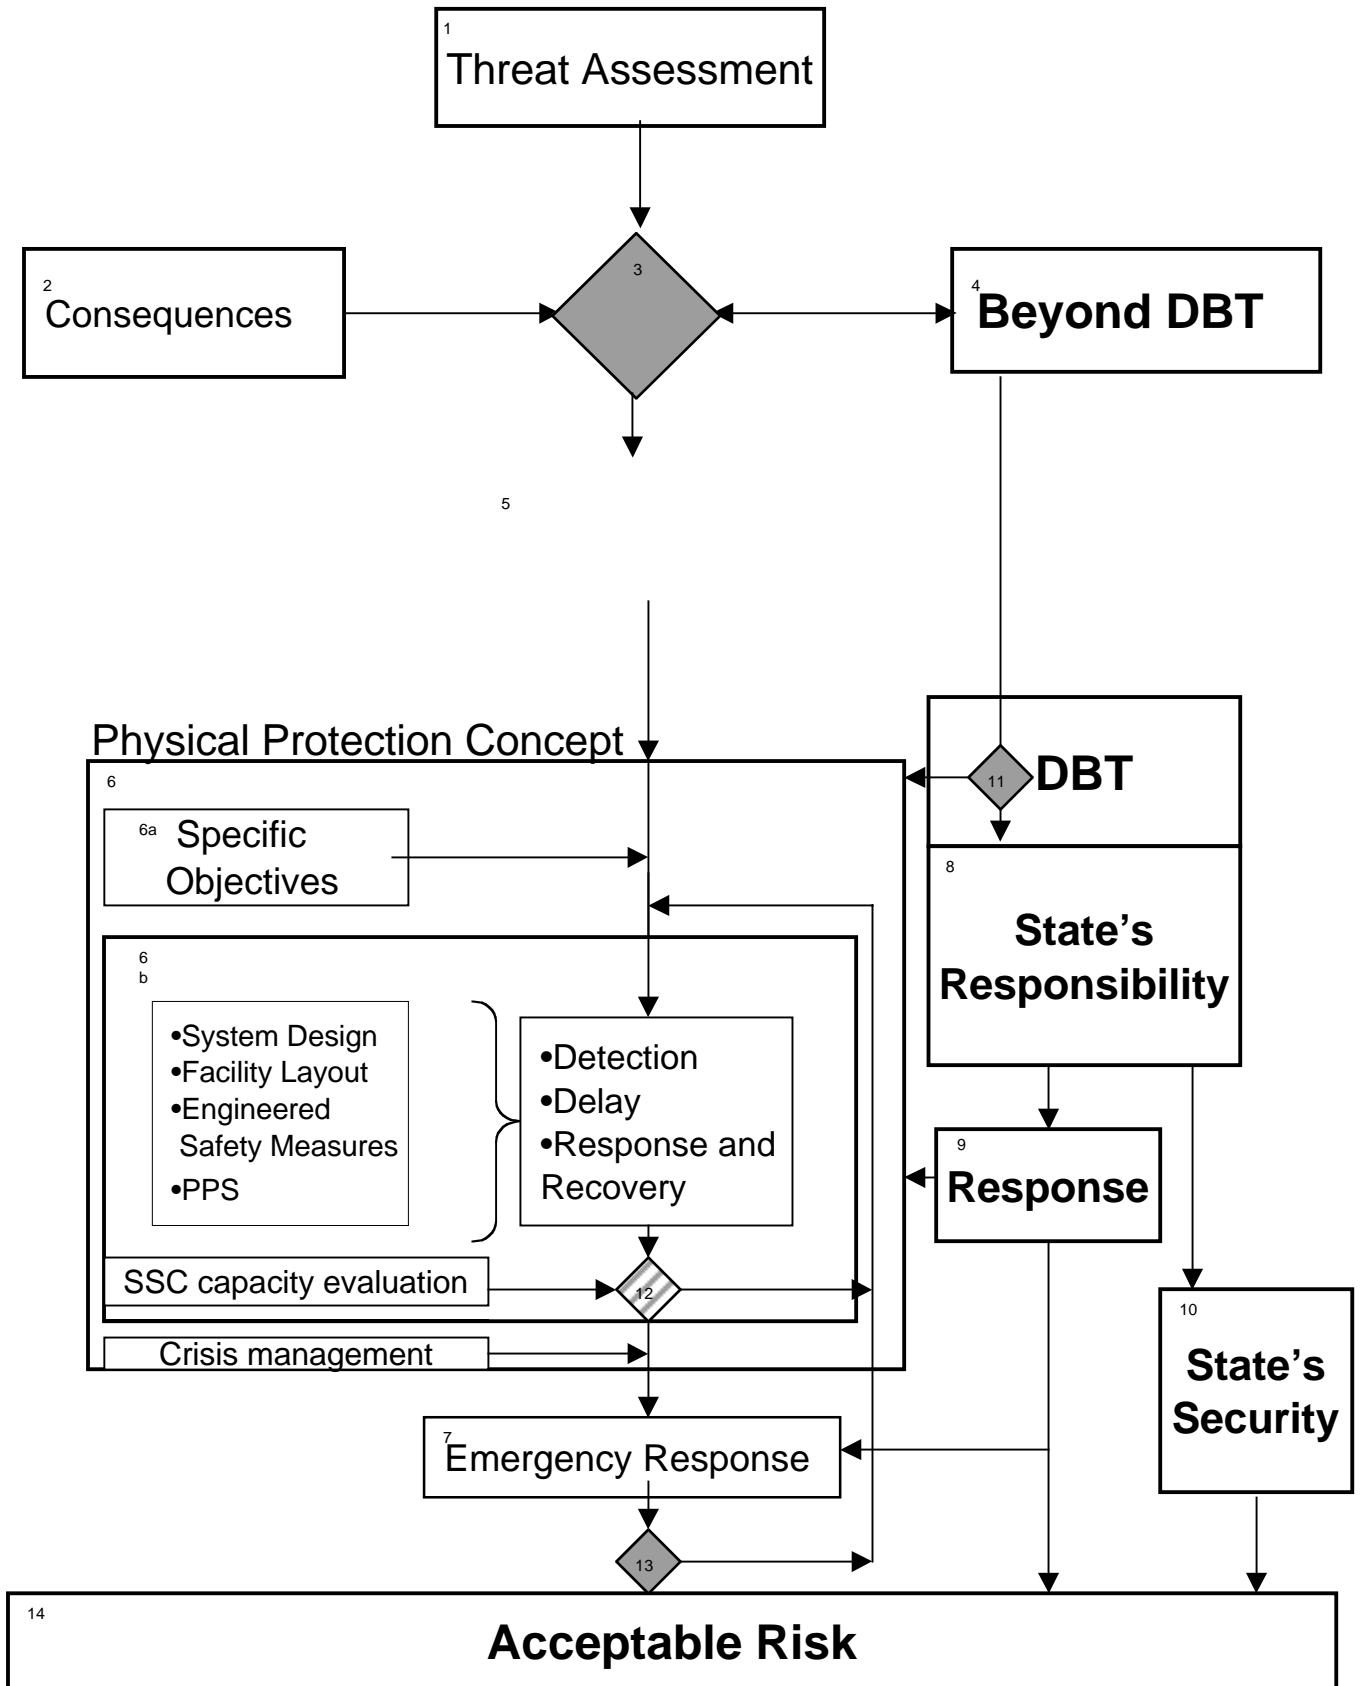 1
Threat Assessment
2
Consequences
3
4
Beyond DBT
5
Physical Protection Concept
6
6a
Specific
Objectives
11
DBT
8
State’s
Responsibility
6
b
•System Design
•Facility Layout
•Engineered
Safety Measures
•PPS
•Detection
•Delay
•Response and
Recovery
9
Response
SSC capacity evaluation
12
10
State’s
Security
Crisis management
7
Emergency Response
13
14
Acceptable Risk